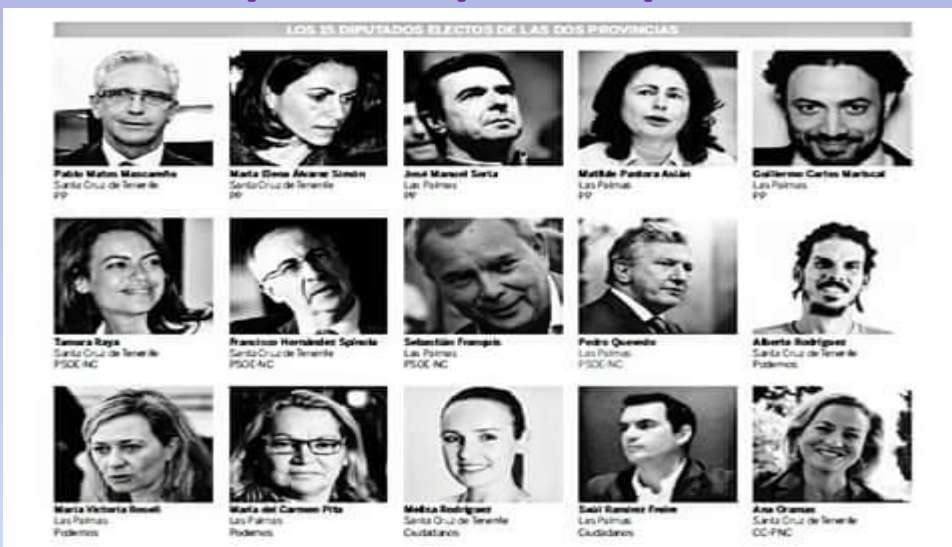 LOS 15 DIPUTADOS ELECTOS DE LAS DOS PROVINCIAS
Pablo Matos Mascareño
Santa Cruz de Tenerife
PP
María Elena Álvarez Simón
Santa Cruz de Tenerife
PP
José Manuel Soria
Las Palmas
PP
Matilde Pastora Asián
Las Palmas
PP
Guillermo Carlos Mariscal
Las Palmas
PP
Tamara Raya
Santa Cruz de Tenerife
PSOE-NC
Francisco Hernández Spínola
Santa Cruz de Tenerife
PSOE-NC
Sebastián Franquis
Las Palmas
PSOE-NC
Pedro Quevedo
Las Palmas
PSOE-NC
Alberto Rodríguez
Santa Cruz de Tenerife
Podemos
María Victoria Rosell
Las Palmas
Podemos
María del Carmen Pita
Las Palmas
Podemos
Melisa Rodríguez
Santa Cruz de Tenerife
Ciudadanos
Saúl Ramírez Freire
Las Palmas
Ciudadanos
Ana Oramas
Santa Cruz de Tenerife
CC-PNC